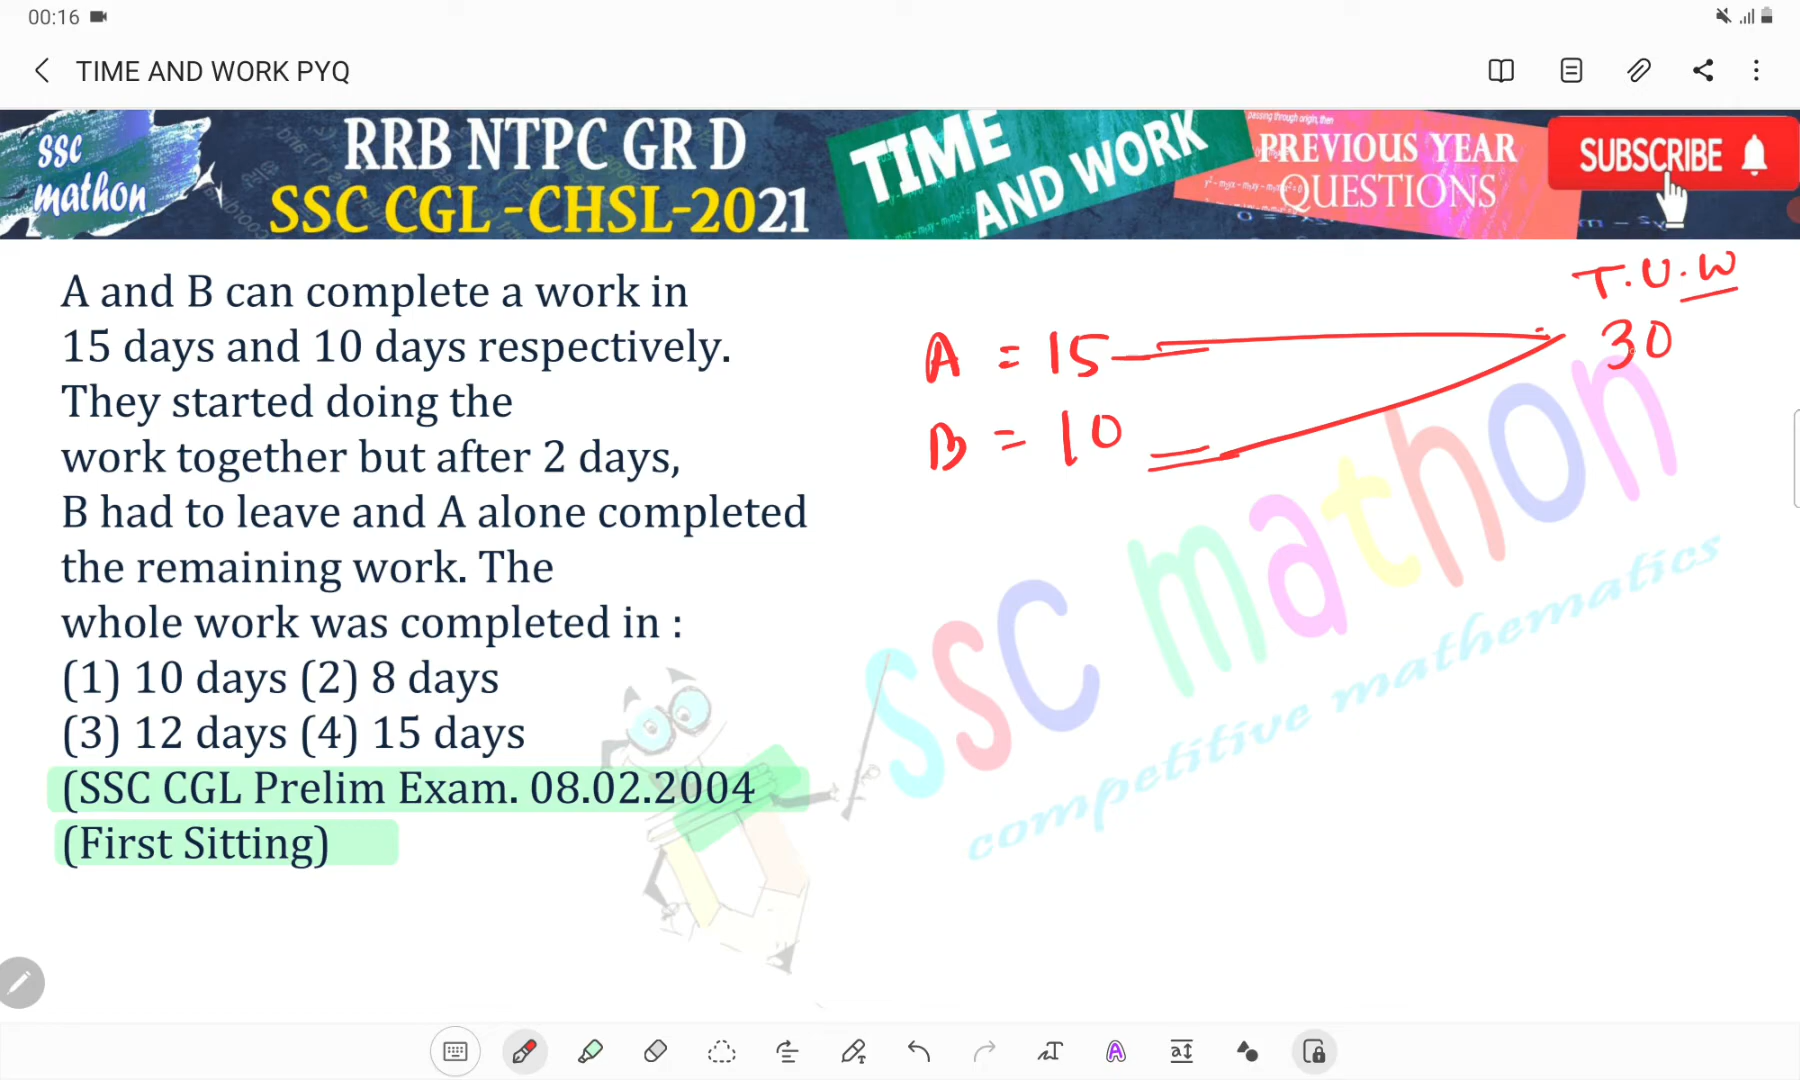 00:16
TIME AND WORK PYQ
SSC
mathon
RRB NTPC GR D
SSC CGL -CHSL-2021
TIME
AND WORK
passing through origin, then
PREVIOUS YEAR
QUESTIONS
SUBSCRIBE
A and B can complete a work in
15 days and 10 days respectively.
They started doing the
work together but after 2 days,
B had to leave and A alone completed
the remaining work. The
whole work was completed in :
(1) 10 days (2) 8 days
(3) 12 days (4) 15 days
(SSC CGL Prelim Exam. 08.02.2004
(First Sitting)
T.U.W
A = 15
30
B = 10
SSC mathon
competitive mathematics